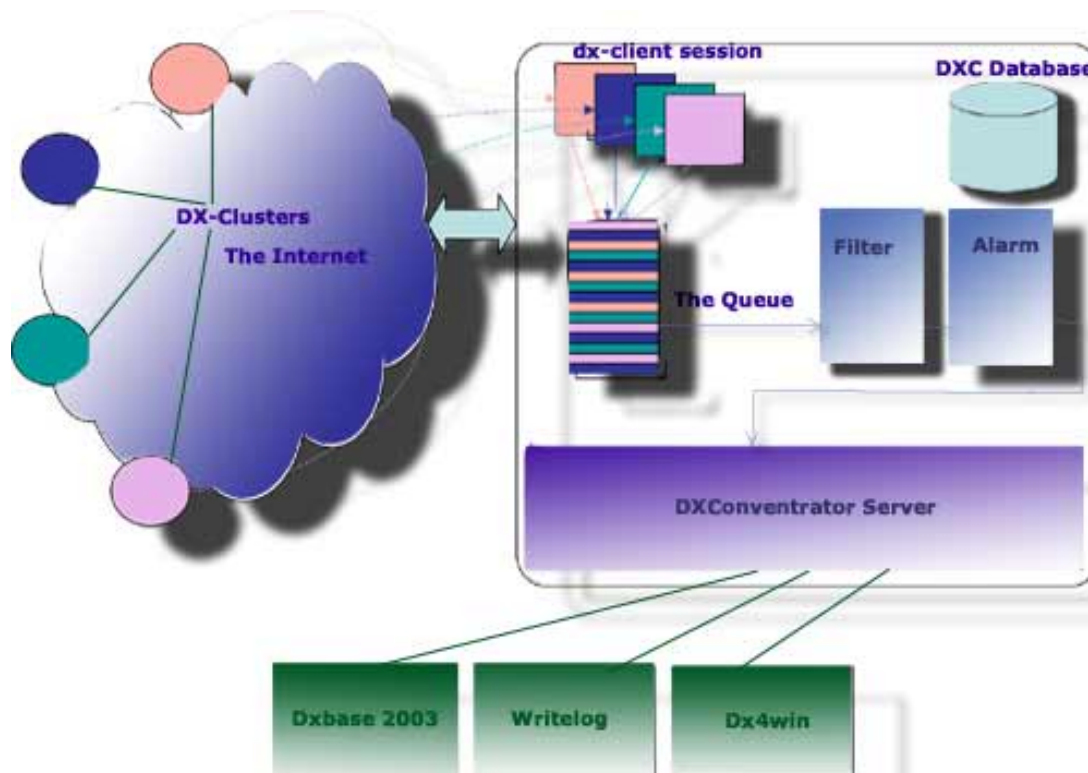 dx-client session
DXC Database
DX-Clusters
The Internet
Filter
Alarm
The Queue
DXConventrator Server
Dxbase 2003
Writelog
Dx4win